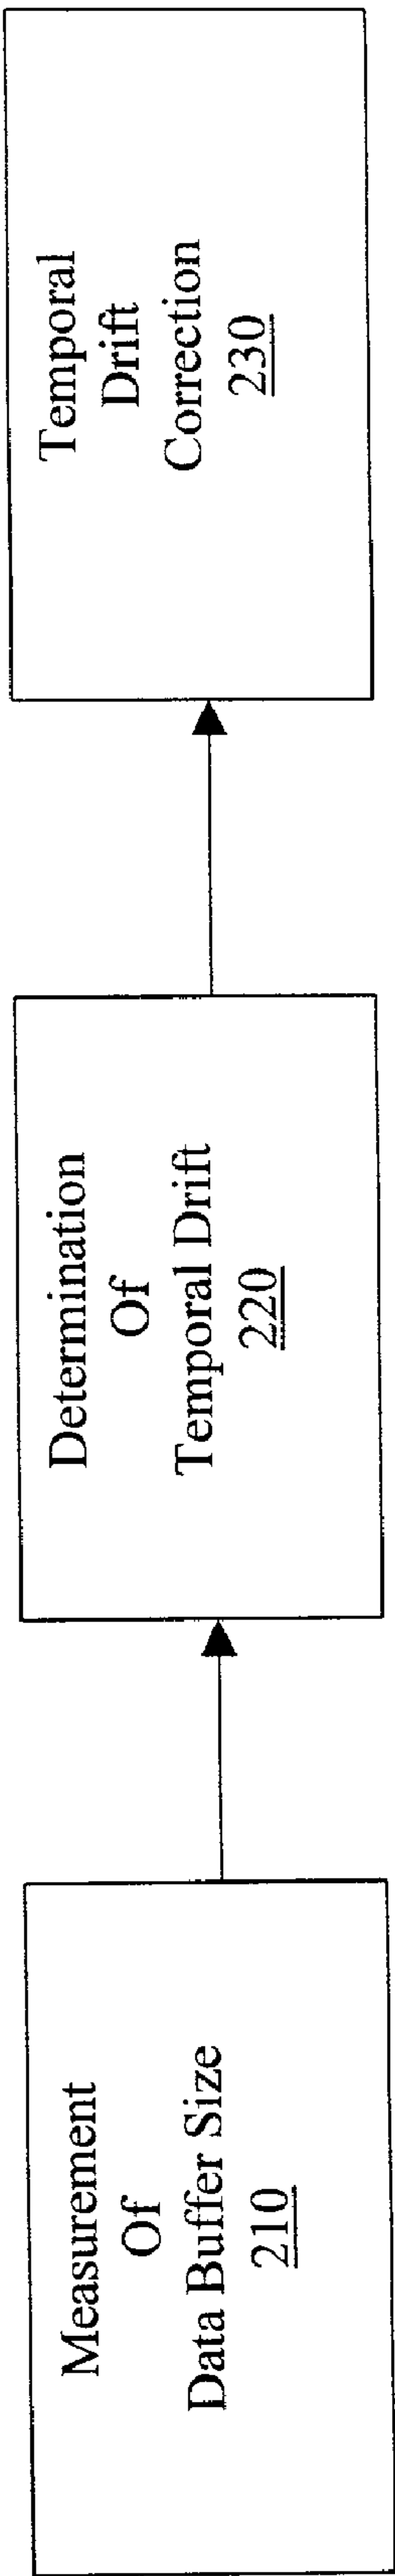 Measurement
Of
Data Buffer Size
210
Determination
Of
Temporal Drift
220
Temporal
Drift
Correction
230